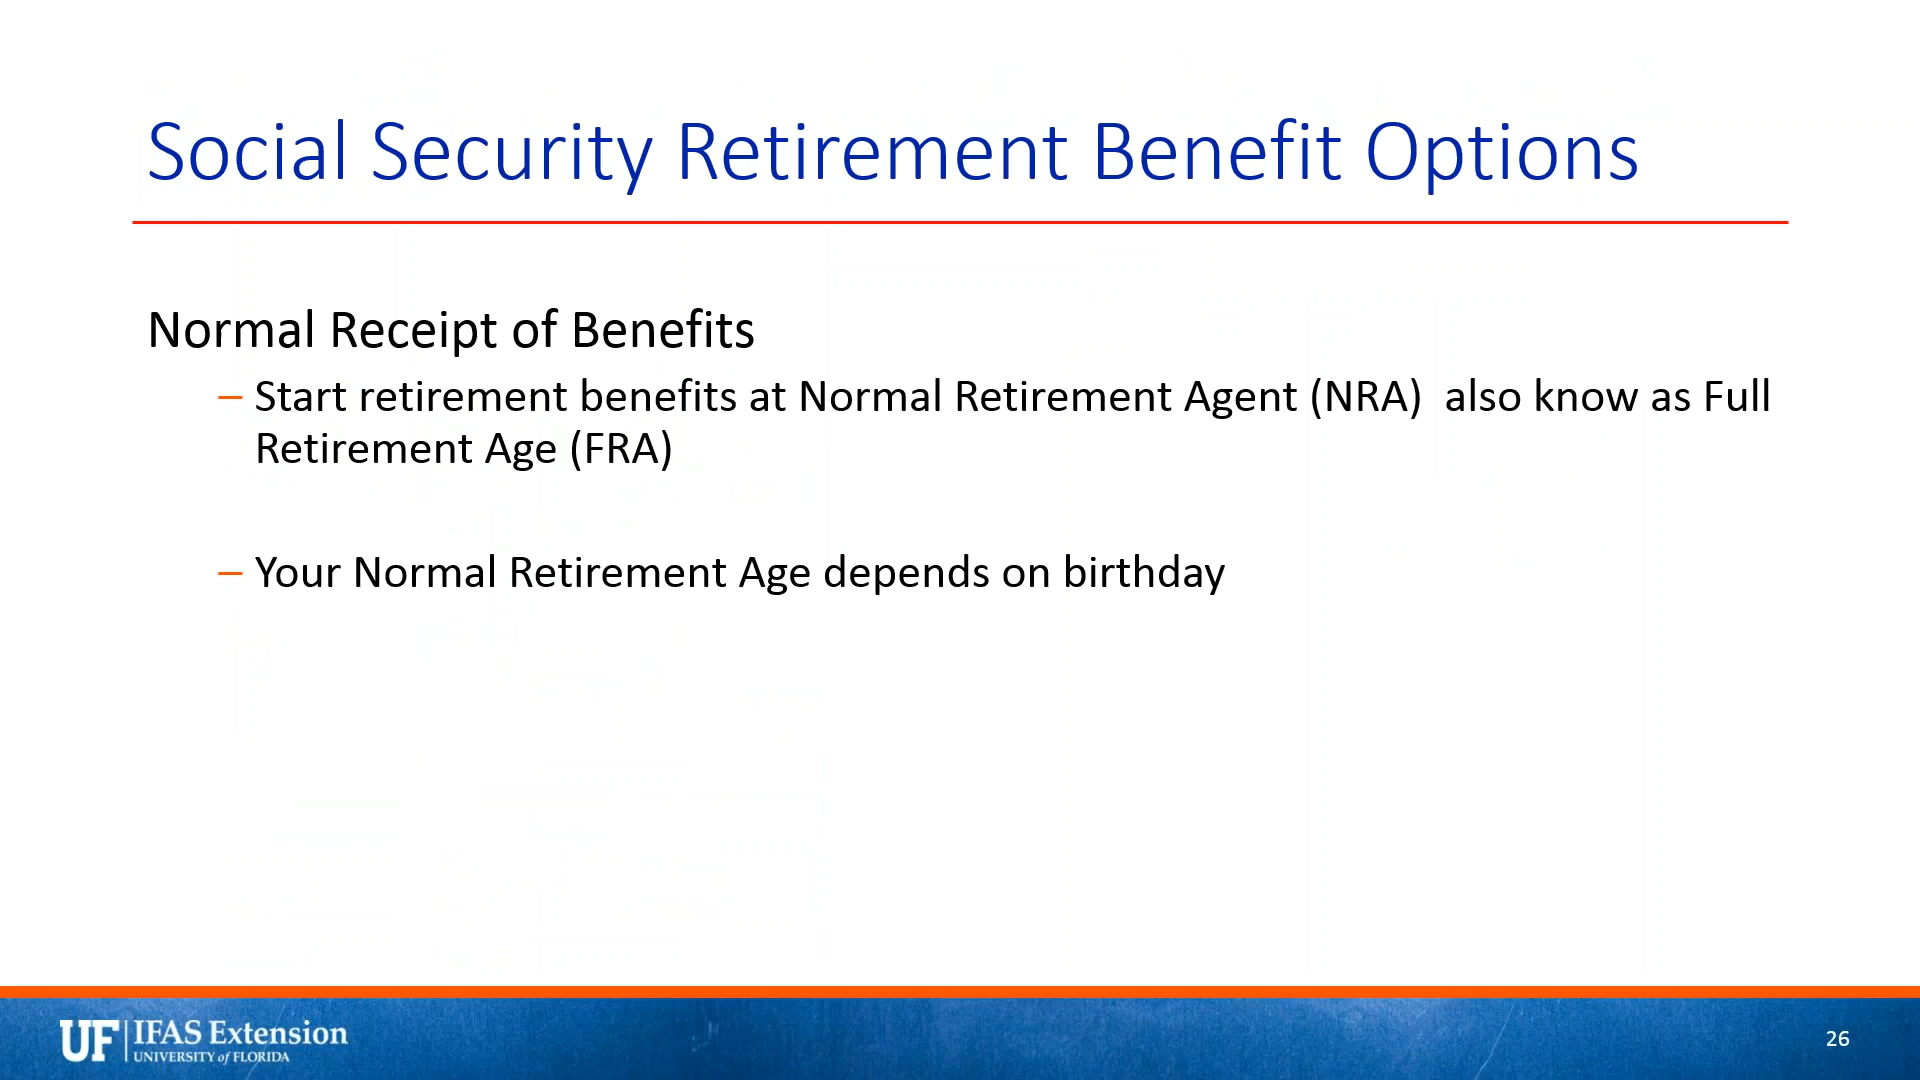 Social Security Retirement Benefit Options
Normal Receipt of Benefits
– Start retirement benefits at Normal Retirement Agent (NRA)  also know as Full
Retirement Age (FRA)
– Your Normal Retirement Age depends on birthday
UF | IFAS Extension
UNIVERSITY of FLORIDA
26